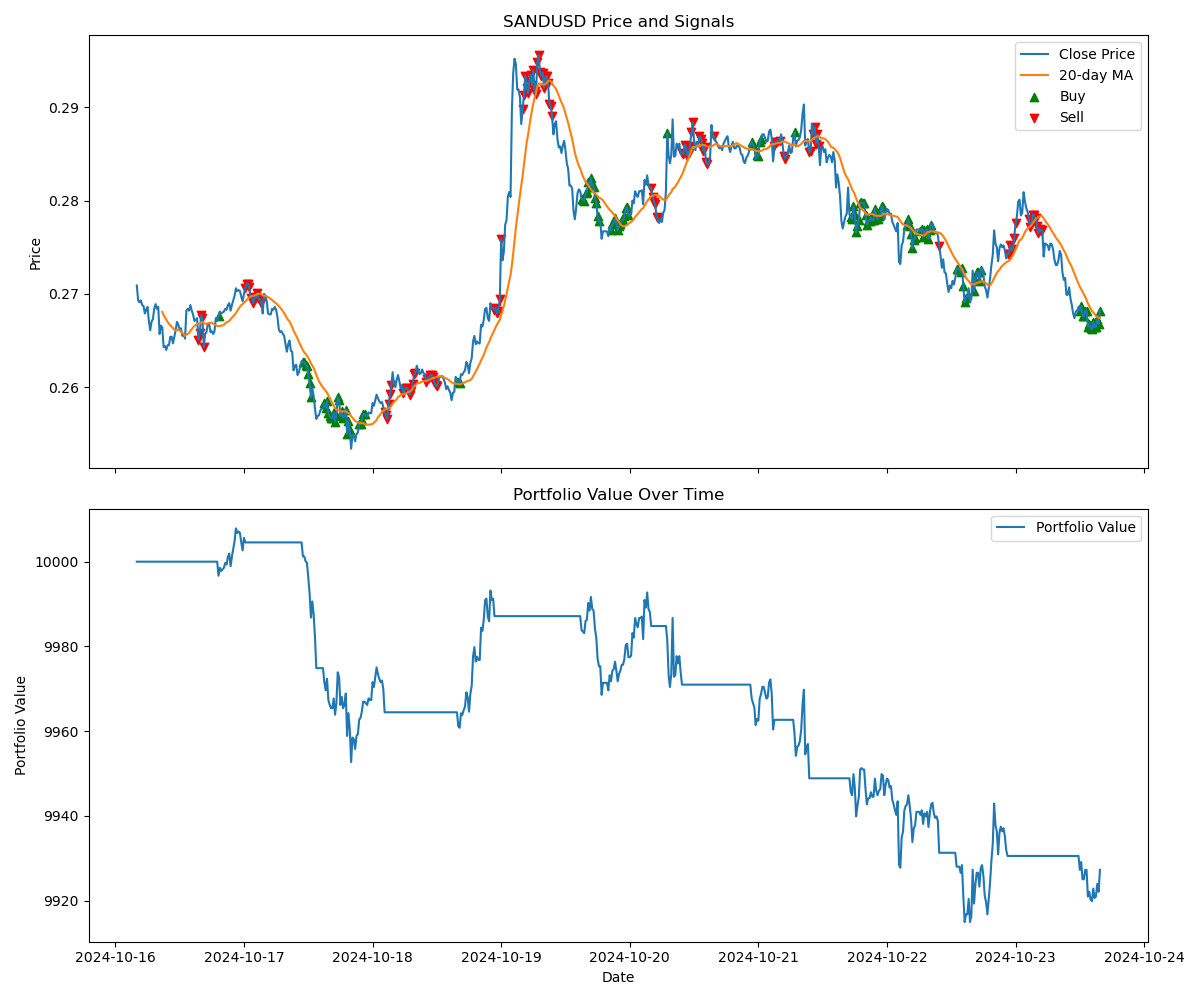 SANDUSD Price and Signals
Close Price
20-day MA
Buy
Sell
0.29
0.28
0.27
0.26
Price
Portfolio Value Over Time
Portfolio Value
10000
9980
9960
9940
9920
Portfolio Value
2024-10-16
2024-10-17
2024-10-18
2024-10-19
2024-10-20
2024-10-21
2024-10-22
2024-10-23
2024-10-24
Date